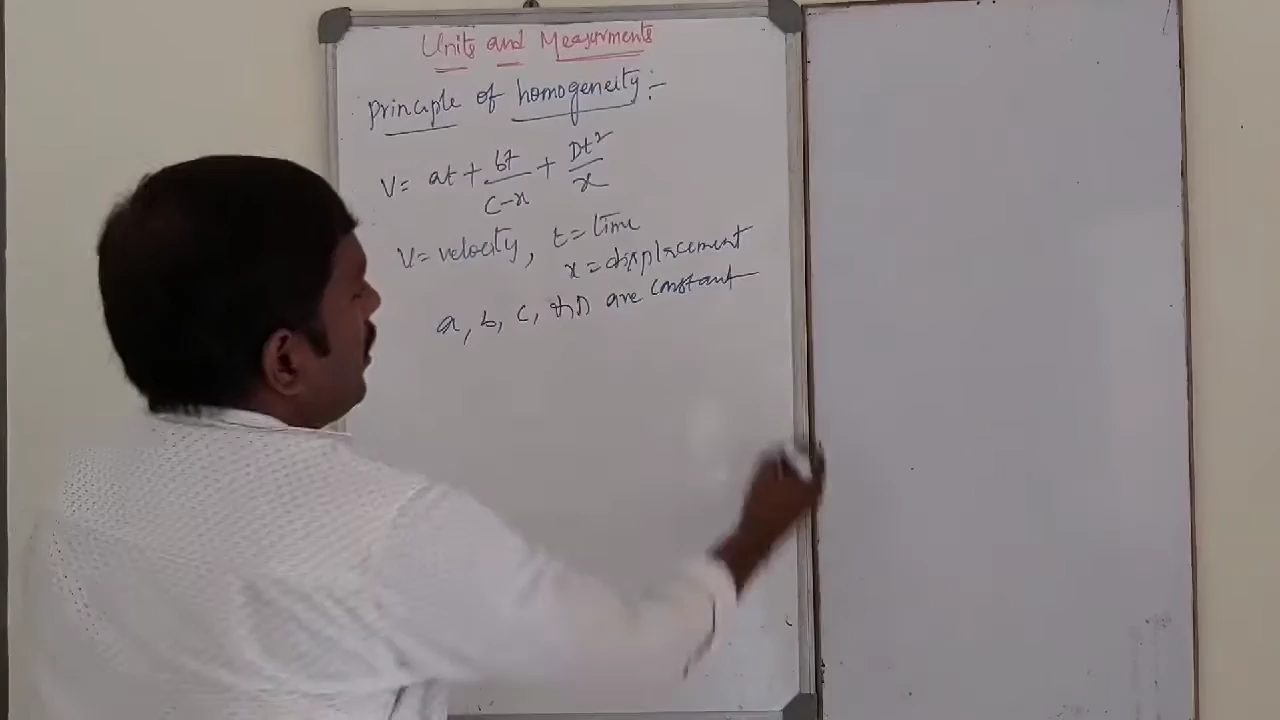 Units and Measurments
Principle of homogeneity :-
V = at + bt/c-x + Dt²/x
V = velocity, t = time
x = displacement
a, b, c, D are constant